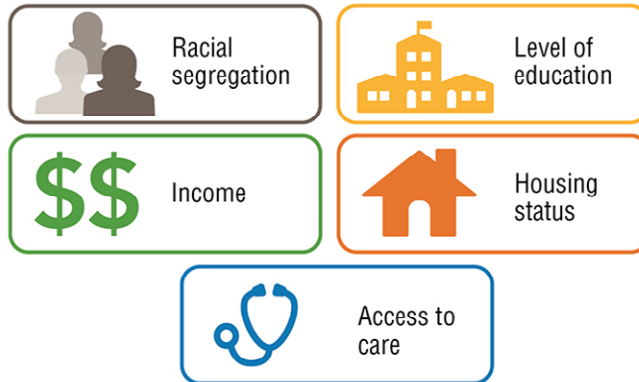 Racial
segregation
Level of
education
$$
Income
Housing
status
Access to
care